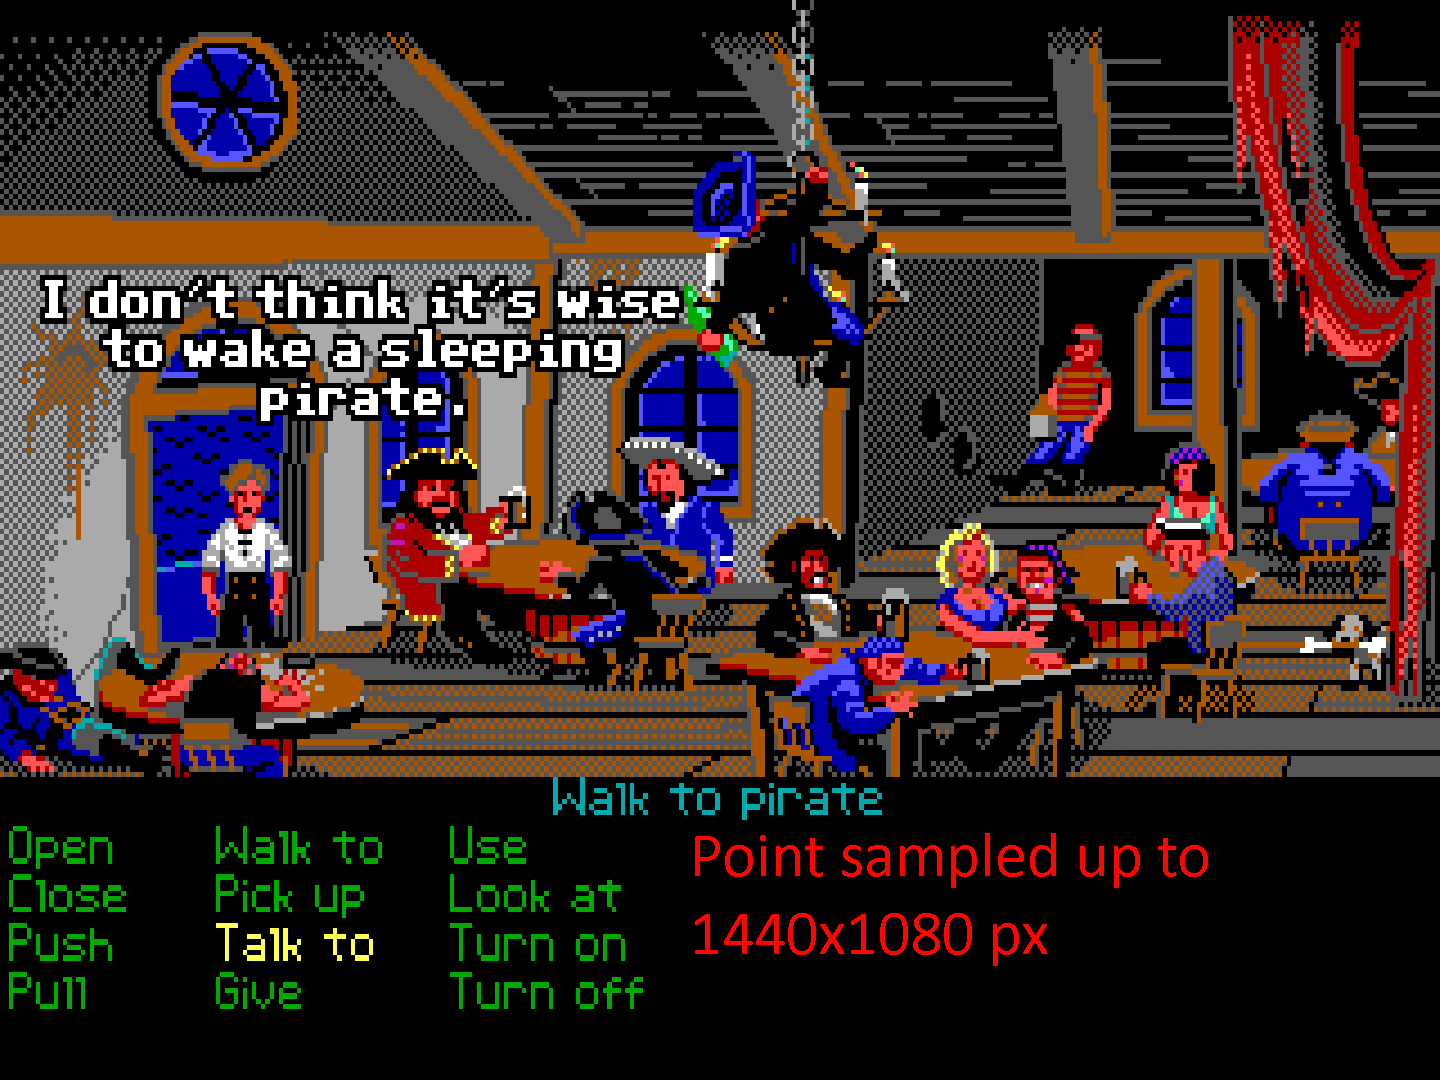 I don't think it's wise
to wake a sleeping
pirate.
Walk to pirate
Open Walk to Use
Close Pick up Look at
Push Talk to Turn on
Pull Give Turn off
Point sampled up to
1440x1080 px